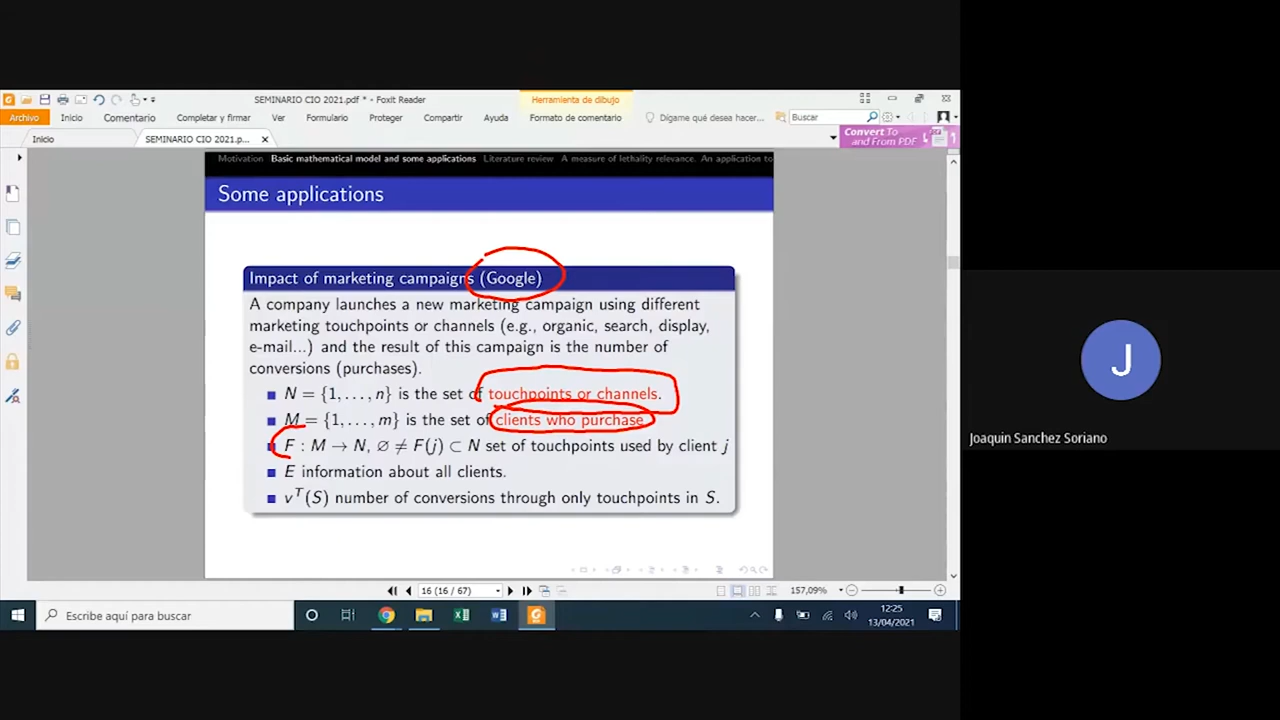 SEMINARIO CIO 2021.pdf * - Foxit Reader
Herramienta de dibujo
Archivo Inicio Comentario Completar y firmar Ver Formulario Proteger Compartir Ayuda Formato de comentario Dígame qué desea hacer... Buscar
Inicio SEMINARIO CIO 2021.p...
Convert To
and From PDF
Motivation Basic mathematical model and some applications Literature review A measure of lethality relevance. An application to
Some applications
Impact of marketing campaigns (Google)
A company launches a new marketing campaign using different
marketing touchpoints or channels (e.g., organic, search, display,
e-mail...) and the result of this campaign is the number of
conversions (purchases).
N = {1, . . . , n} is the set of touchpoints or channels.
M = {1, . . . , m} is the set of clients who purchase
F : M → N, ∅ ≠ F(j) ⊂ N set of touchpoints used by client j
E information about all clients.
v^T(S) number of conversions through only touchpoints in S.
16 (16 / 67)
157,09%
Escribe aquí para buscar
12:25
13/04/2021
J
Joaquin Sanchez Soriano